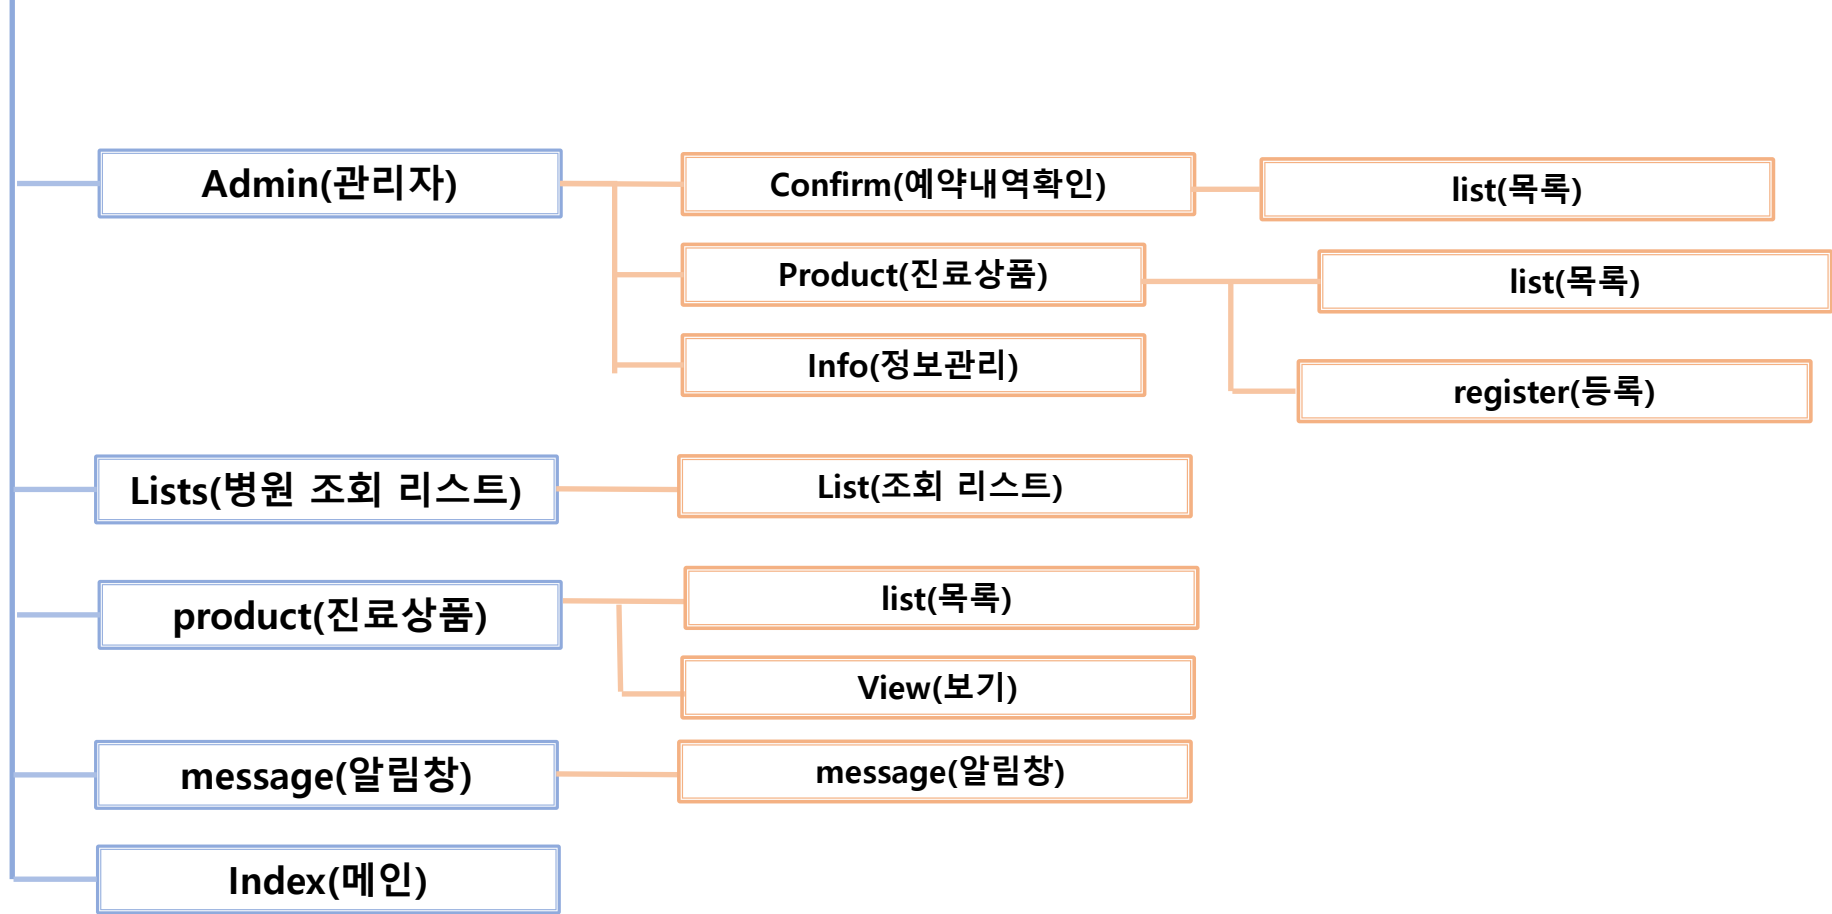 Admin(관리자)
Confirm(예약내역확인)
list(목록)
Product(진료상품)
list(목록)
Info(정보관리)
register(등록)
Lists(병원 조회 리스트)
List(조회 리스트)
product(진료상품)
list(목록)
View(보기)
message(알림창)
message(알림창)
Index(메인)